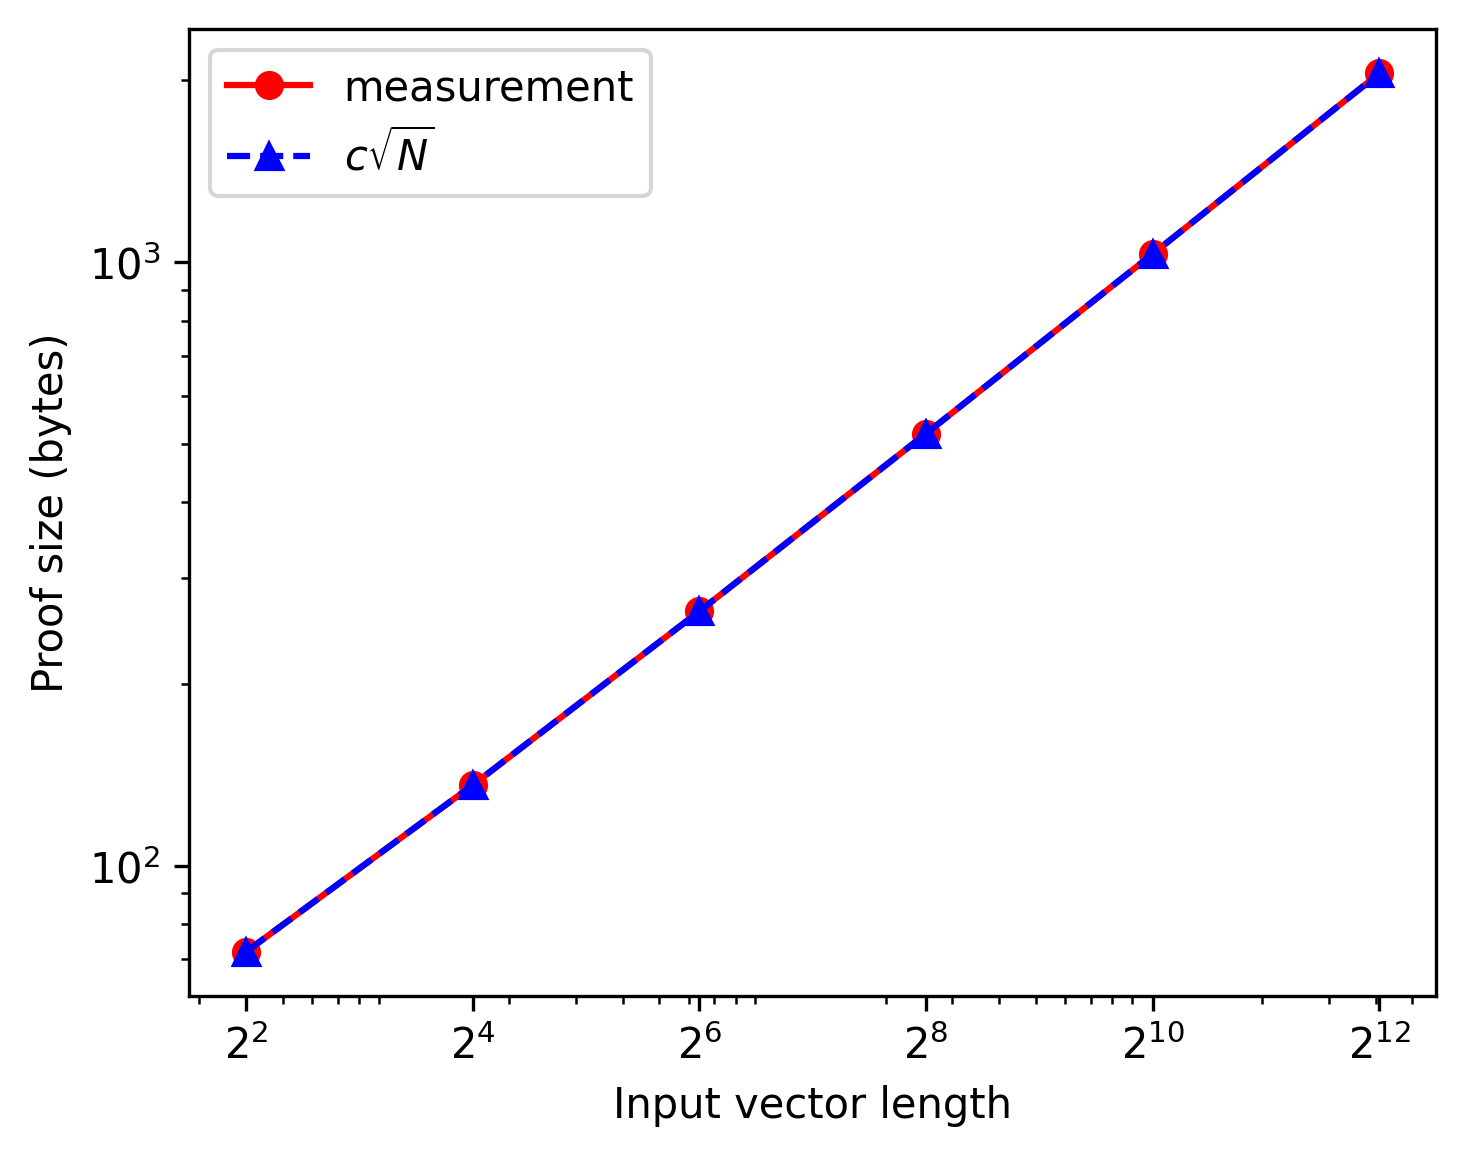 measurement
c√N
10³
10²
Proof size (bytes)
2² 2⁴ 2⁶ 2⁸ 2¹⁰ 2¹²
Input vector length